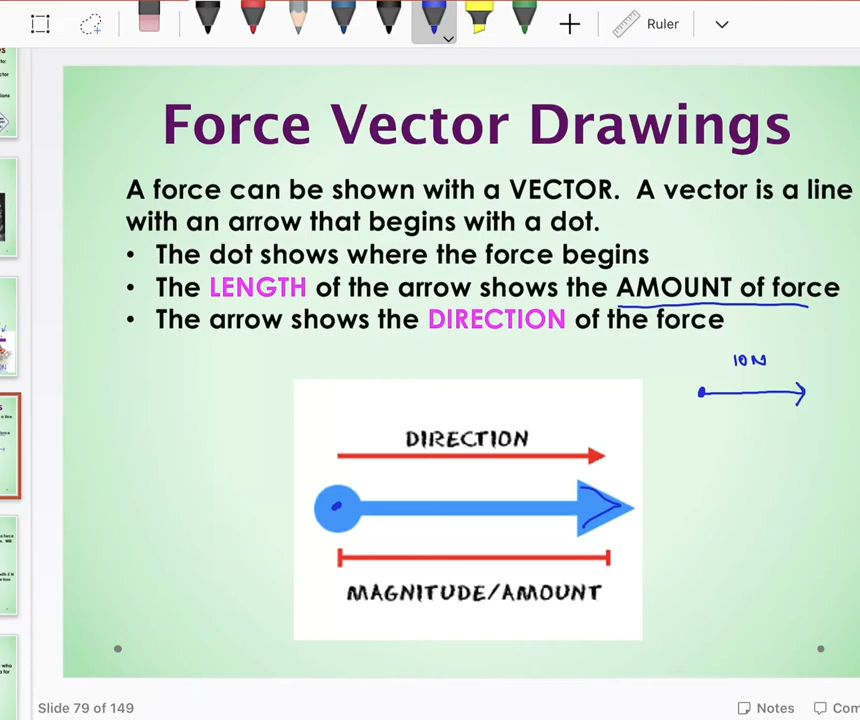 Ruler
Force Vector Drawings
A force can be shown with a VECTOR. A vector is a line
with an arrow that begins with a dot.
• The dot shows where the force begins
• The LENGTH of the arrow shows the AMOUNT of force
• The arrow shows the DIRECTION of the force
10N
DIRECTION
MAGNITUDE/AMOUNT
Slide 79 of 149
Notes
Com